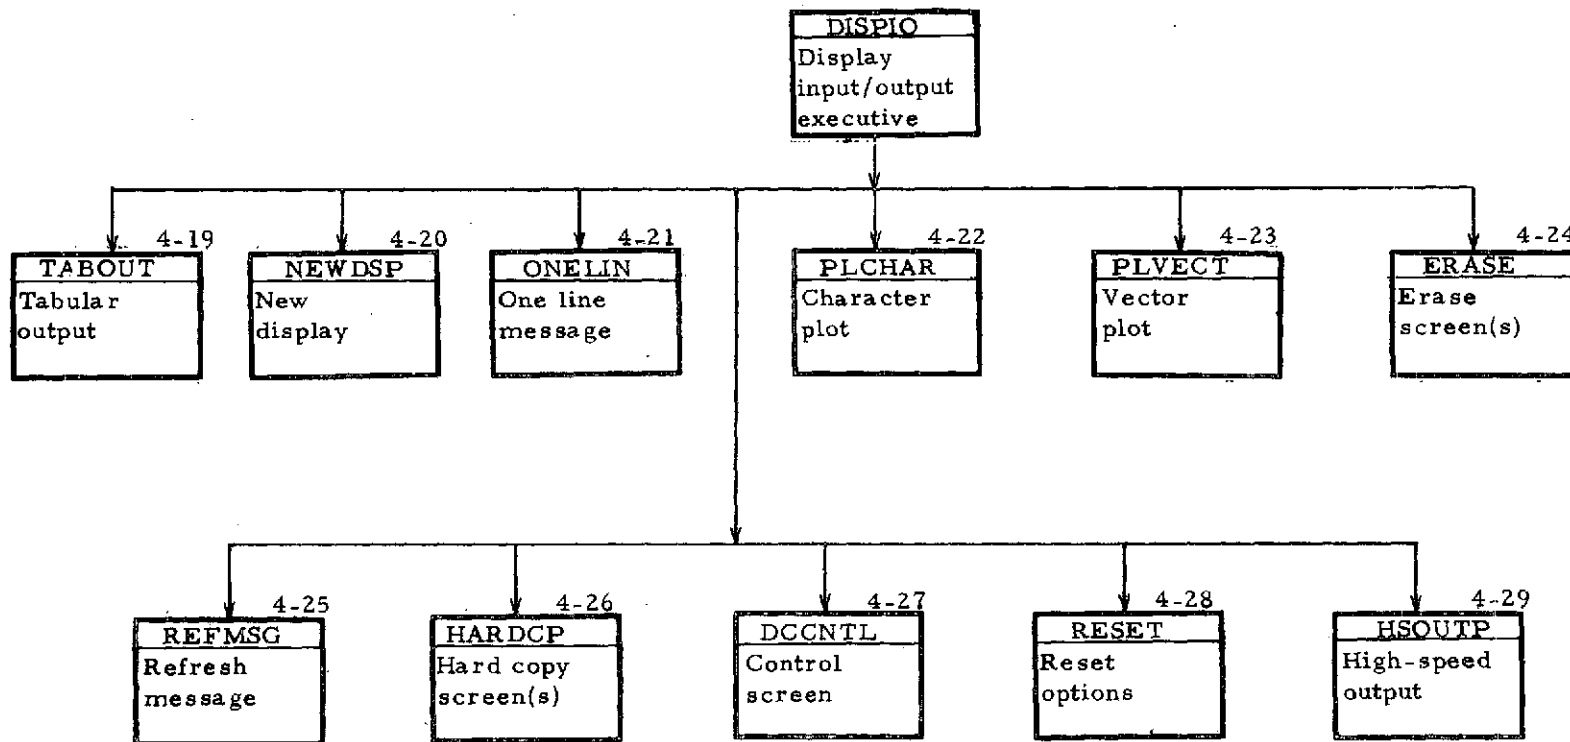 DISPIO
Display
input/output
executive
4-19
TABOUT
Tabular
output
4-20
NEWDSP
New
display
4-21
ONELIN
One line
message
4-22
PLCHAR
Character
plot
4-23
PLVECT
Vector
plot
4-24
ERASE
Erase
screen(s)
4-25
REFMSG
Refresh
message
4-26
HARDCP
Hard copy
screen(s)
4-27
DCCNTL
Control
screen
4-28
RESET
Reset
options
4-29
HSOUTP
High-speed
output